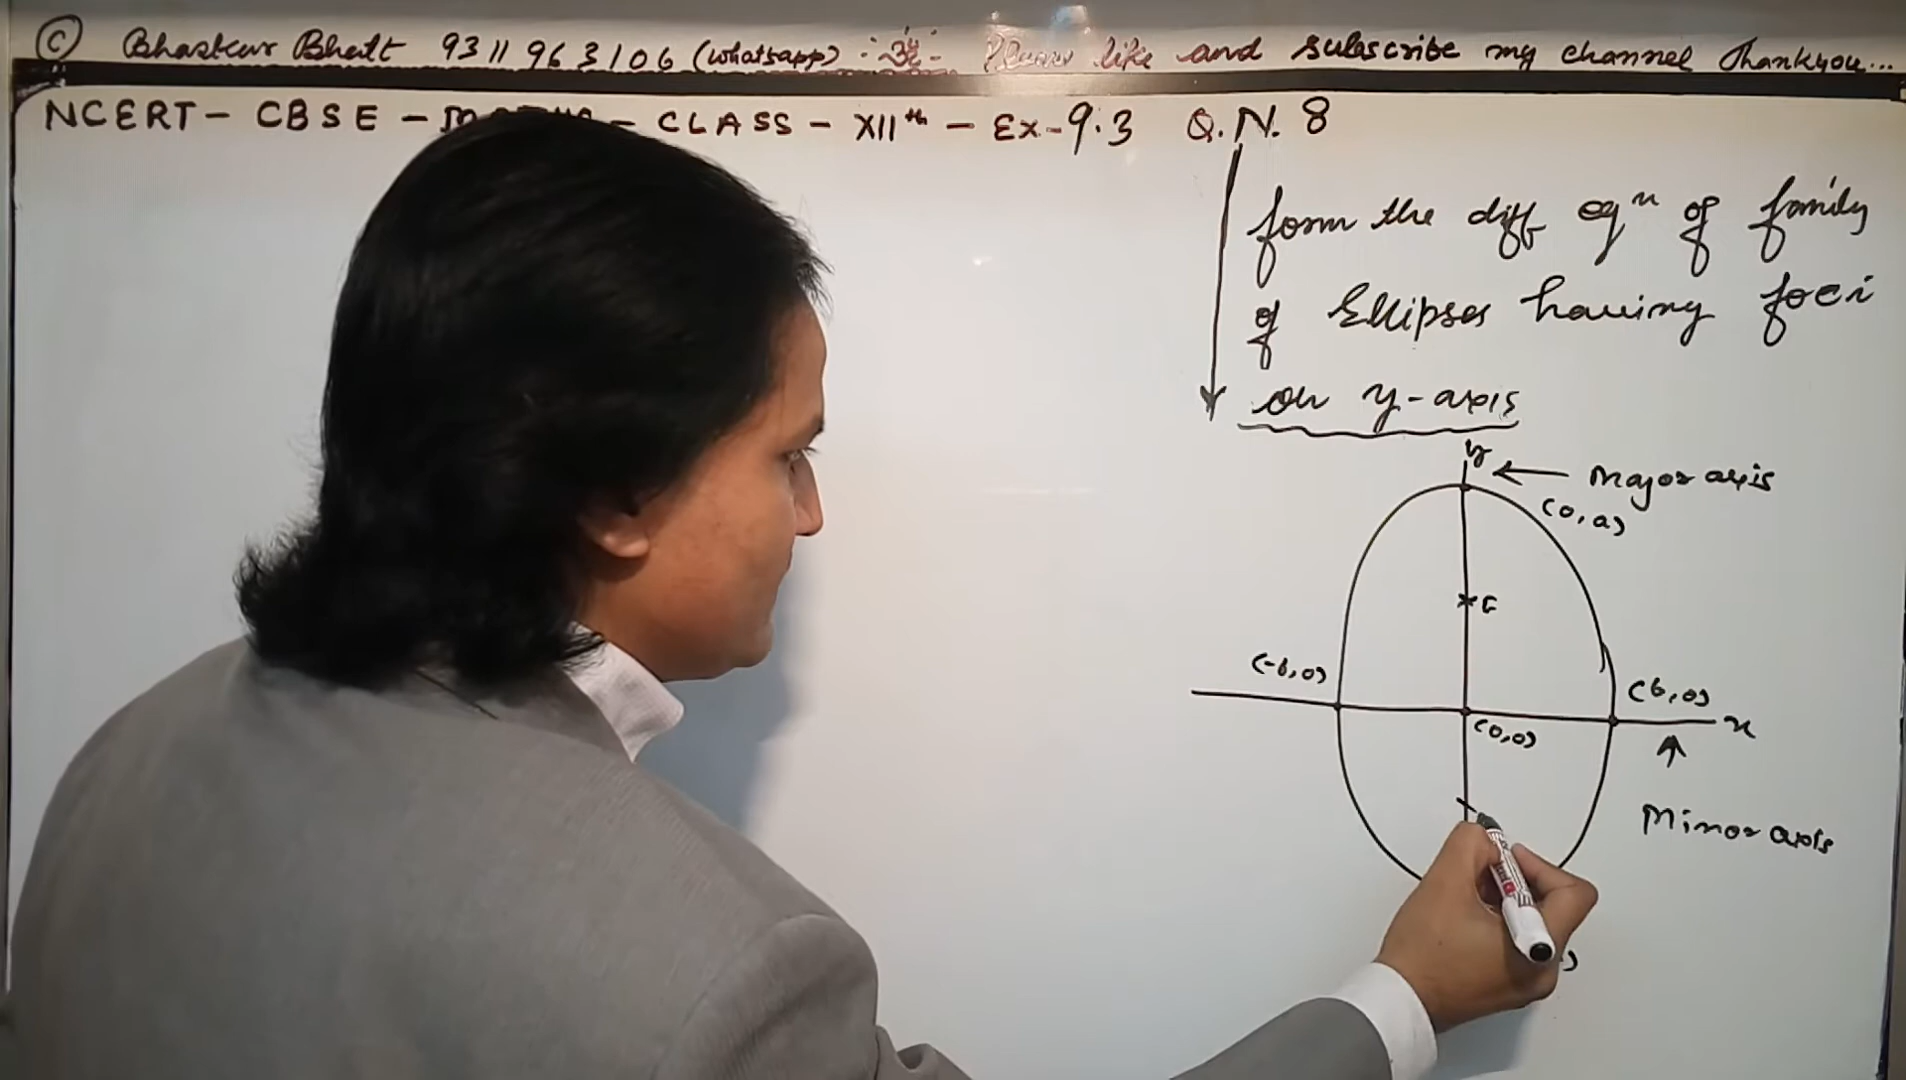 © Bhaskar Bhatt 9311963106 (whatsapp) -: ॐ :- Please like and subscribe my channel Thankyou...
NCERT - CBSE - - CLASS - XIIth - Ex - 9.3 Q.N. 8
form the diff eqn of family
of Ellipses having foci
on y-axis
y ← Major axis
(0,a)
(-b,0)
(b,0)
(0,0)
x
Minor axis